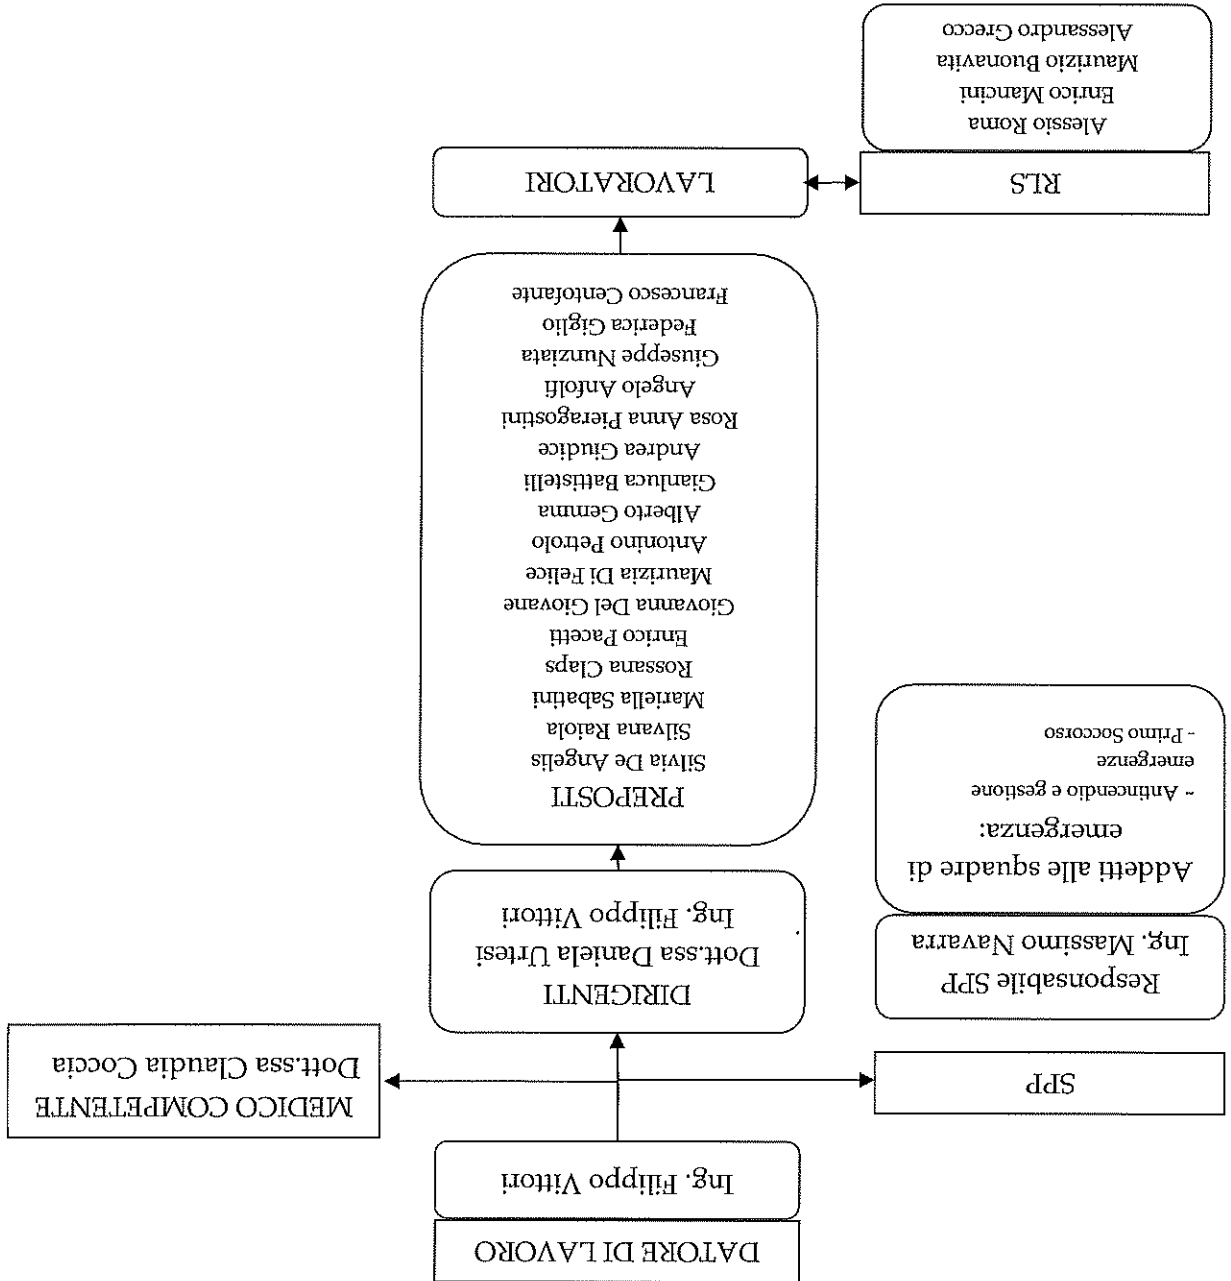 DATORE DI LAVORO
Ing. Filippo Vittori
SPP
MEDICO COMPETENTE
Dott.ssa Claudia Coccia
Responsabile SPP
Ing. Massimo Navarra
Addetti alle squadre di
emergenza:
- Antincendio e gestione
emergenze
- Primo Soccorso
DIRIGENTI
Dott.ssa Daniela Urtesi
Ing. Filippo Vittori
PREPOSTI
Silvia De Angelis
Silvana Raiola
Mariella Sabatini
Rossana Claps
Enrico Pacetti
Giovanna Del Giovane
Maurizia Di Felice
Antonino Petrolo
Alberto Gemma
Gianluca Battistelli
Andrea Giudice
Rosa Anna Pieragostini
Angelo Anfolfi
Giuseppe Nunziata
Federica Giglio
Francesco Centofante
RLS
LAVORATORI
Alessio Roma
Enrico Mancini
Maurizio Buonavita
Alessandro Grecco